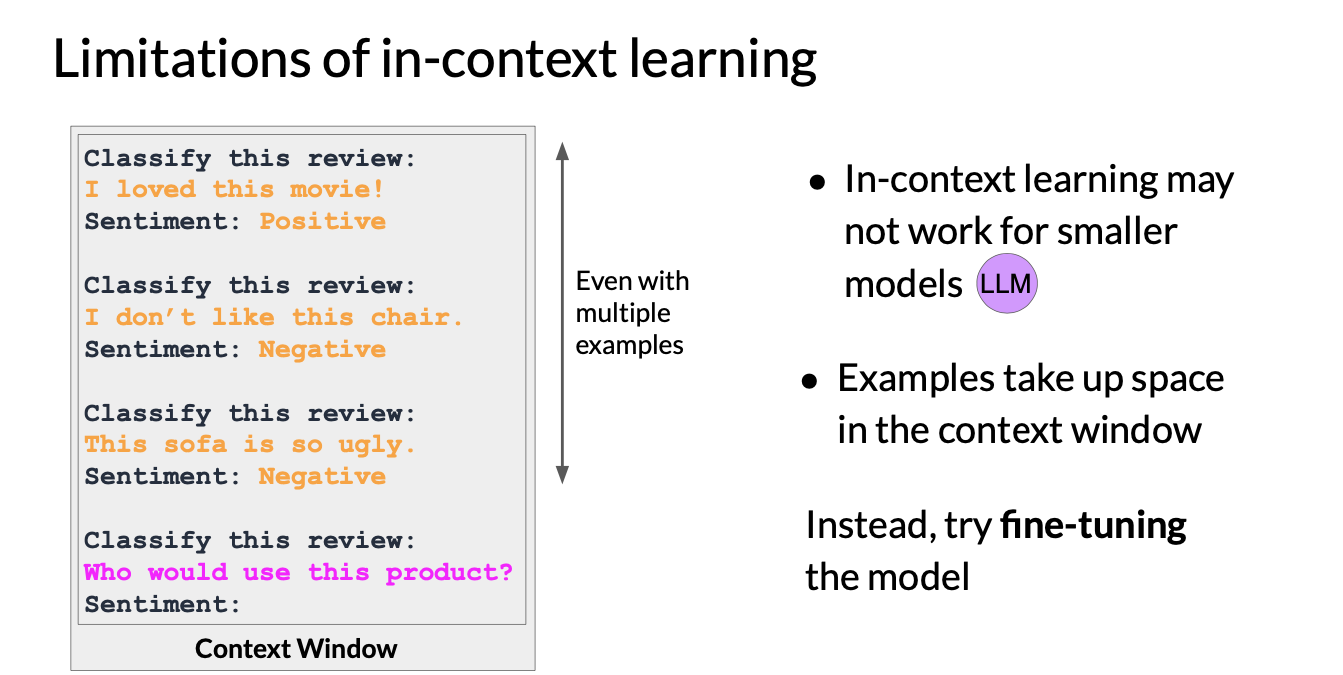 Limitations of in-context learning
Classify this review:
I loved this movie!
Sentiment: Positive
Classify this review:
I don’t like this chair.
Sentiment: Negative
Classify this review:
This sofa is so ugly.
Sentiment: Negative
Classify this review:
Who would use this product?
Sentiment:
Context Window
Even with
multiple
examples
● In-context learning may
not work for smaller
models LLM
● Examples take up space
in the context window
Instead, try fine-tuning
the model